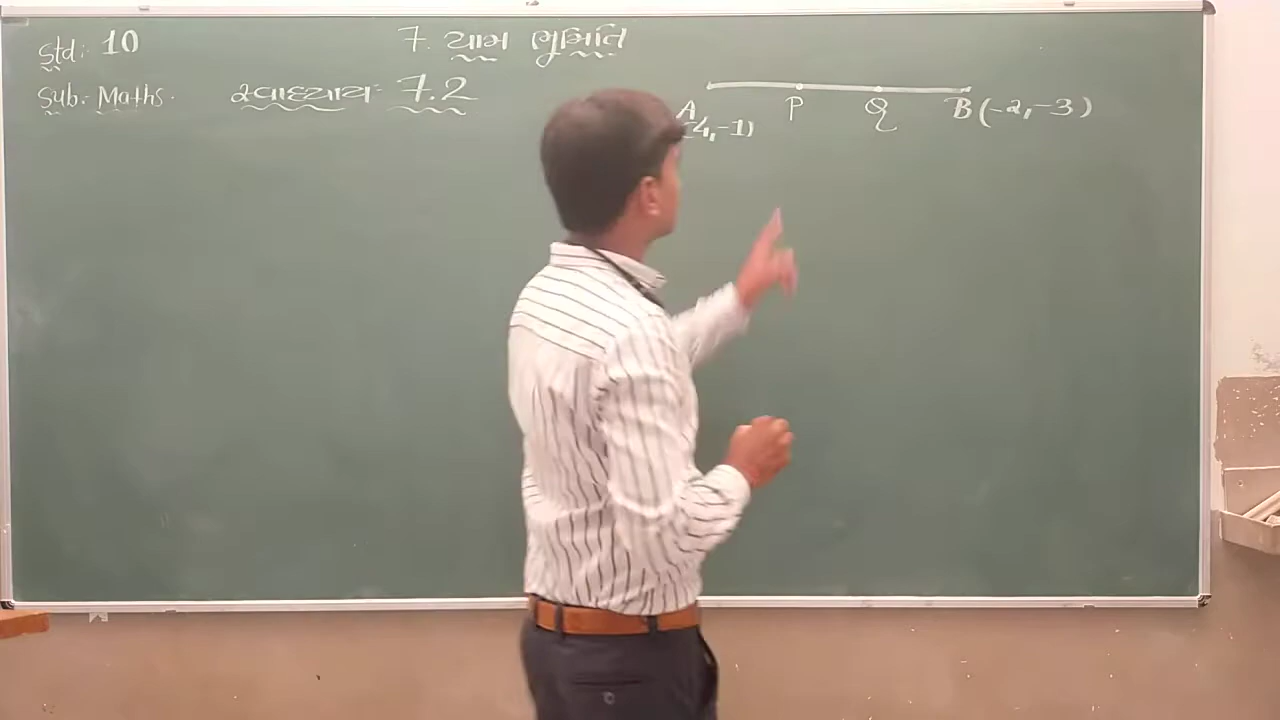 Std: 10
7. યામ ભૂમિતિ
Sub:- Maths.
સ્વાધ્યાય:- 7.2
A P Q B(-2,-3)
(4,-1)